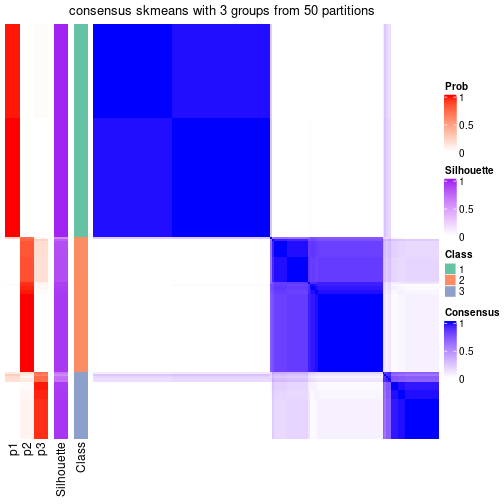 consensus skmeans with 3 groups from 50 partitions
Prob
1
0.5
0
Silhouette
1
0.5
0
Class
1
2
3
Consensus
1
0.5
0
p1
p2
p3
Silhouette
Class